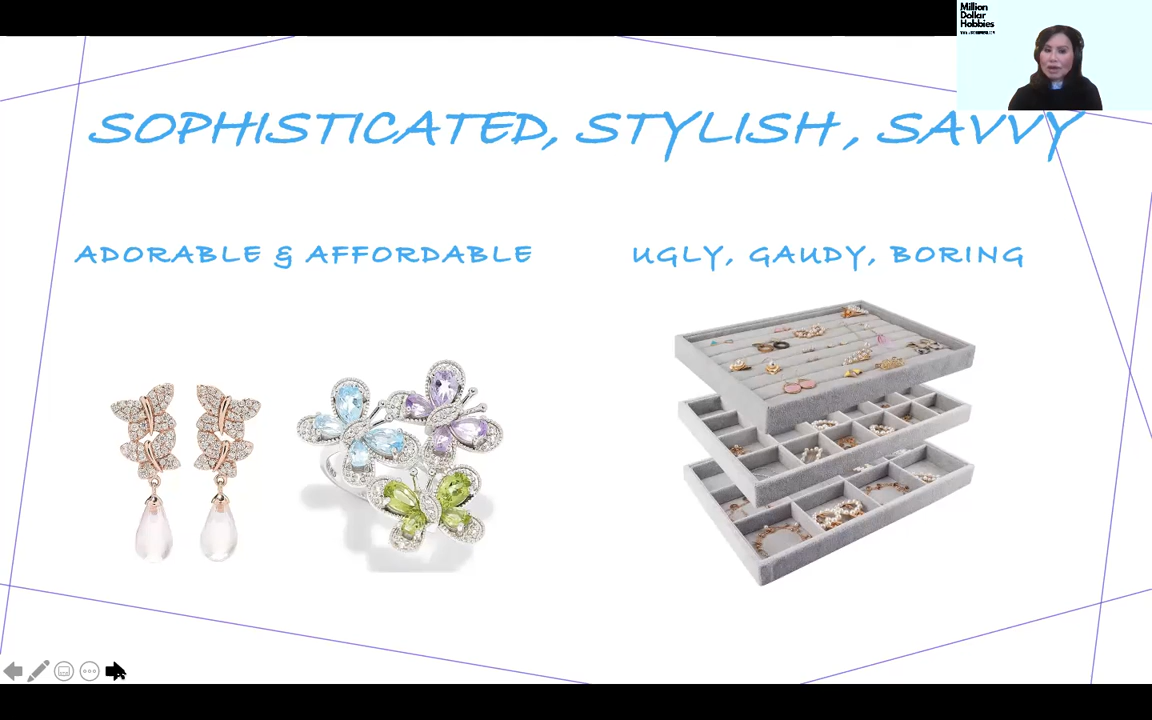 Million
Dollar
Hobbies
SOPHISTICATED, STYLISH, SAVVY
ADORABLE & AFFORDABLE
UGLY, GAUDY, BORING